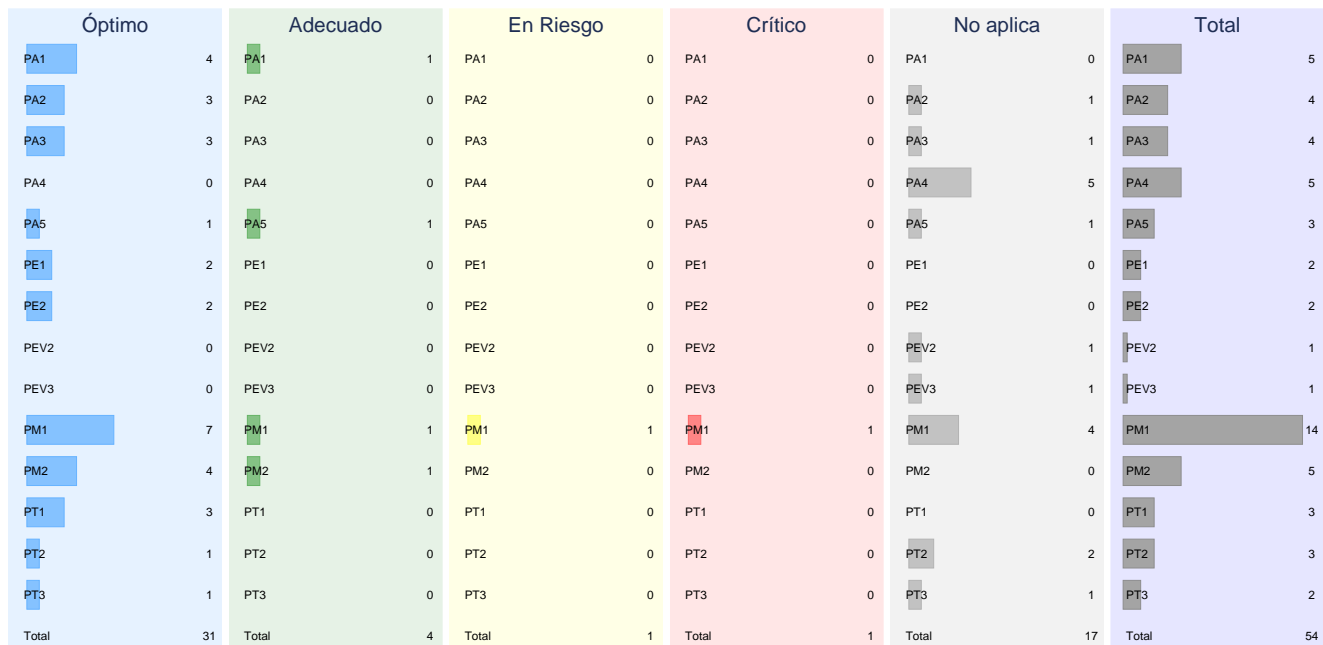 Óptimo Adecuado En Riesgo Crítico No aplica Total
PA1 4 PA1 1 PA1 0 PA1 0 PA1 0 PA1 5
PA2 3 PA2 0 PA2 0 PA2 0 PA2 1 PA2 4
PA3 3 PA3 0 PA3 0 PA3 0 PA3 1 PA3 4
PA4 0 PA4 0 PA4 0 PA4 0 PA4 5 PA4 5
PA5 1 PA5 1 PA5 0 PA5 0 PA5 1 PA5 3
PE1 2 PE1 0 PE1 0 PE1 0 PE1 0 PE1 2
PE2 2 PE2 0 PE2 0 PE2 0 PE2 0 PE2 2
PEV2 0 PEV2 0 PEV2 0 PEV2 0 PEV2 1 PEV2 1
PEV3 0 PEV3 0 PEV3 0 PEV3 0 PEV3 1 PEV3 1
PM1 7 PM1 1 PM1 1 PM1 1 PM1 4 PM1 14
PM2 4 PM2 1 PM2 0 PM2 0 PM2 0 PM2 5
PT1 3 PT1 0 PT1 0 PT1 0 PT1 0 PT1 3
PT2 1 PT2 0 PT2 0 PT2 0 PT2 2 PT2 3
PT3 1 PT3 0 PT3 0 PT3 0 PT3 1 PT3 2
Total 31 Total 4 Total 1 Total 1 Total 17 Total 54